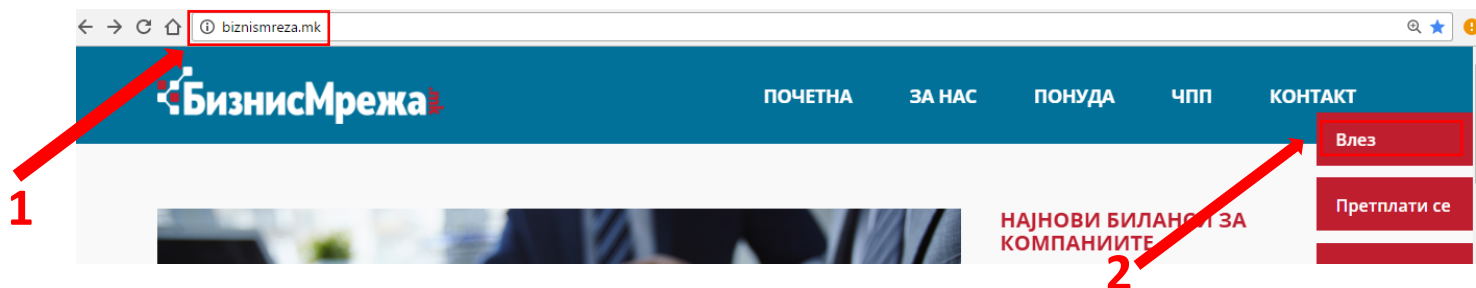 biznismreza.mk
БизнисМрежа
ПОЧЕТНА ЗА НАС ПОНУДА ЧПП КОНТАКТ
Влез
1
Претплати се
НАЈНОВИ БИЛАНСИ ЗА
КОМПАНИИТЕ
2